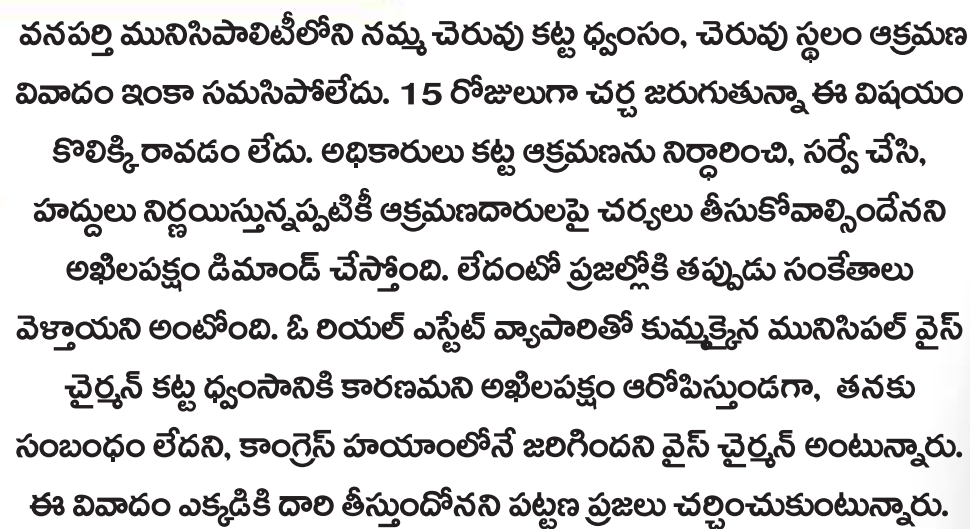 వనపర్తి మునిసిపాలిటీలోని నమ్మ చెరువు కట్ట ధ్వంసం, చెరువు స్థలం ఆక్రమణ
వివాదం ఇంకా సమసిపోలేదు. 15 రోజులుగా చర్చ జరుగుతున్నా ఈ విషయం
కొలిక్కిరావడం లేదు. అధికారులు కట్ట ఆక్రమణను నిర్ధారించి, సర్వే చేసి,
హద్దులు నిర్ణయిస్తున్నప్పటికీ ఆక్రమణదారులపై చర్యలు తీసుకోవాల్సిందేనని
అఖిలపక్షం డిమాండ్ చేస్తోంది. లేదంటో ప్రజల్లోకి తప్పుడు సంకేతాలు
వెళ్తాయని అంటోంది. ఓ రియల్ ఎస్టేట్ వ్యాపారితో కుమ్మక్కైన మునిసిపల్ వైస్
చైర్మన్ కట్ట ధ్వంసానికి కారణమని అఖిలపక్షం ఆరోపిస్తుండగా, తనకు
సంబంధం లేదని, కాంగ్రెస్ హయాంలోనే జరిగిందని వైస్ చైర్మన్ అంటున్నారు.
ఈ వివాదం ఎక్కడికి దారి తీస్తుందోనని పట్టణ ప్రజలు చర్చించుకుంటున్నారు.